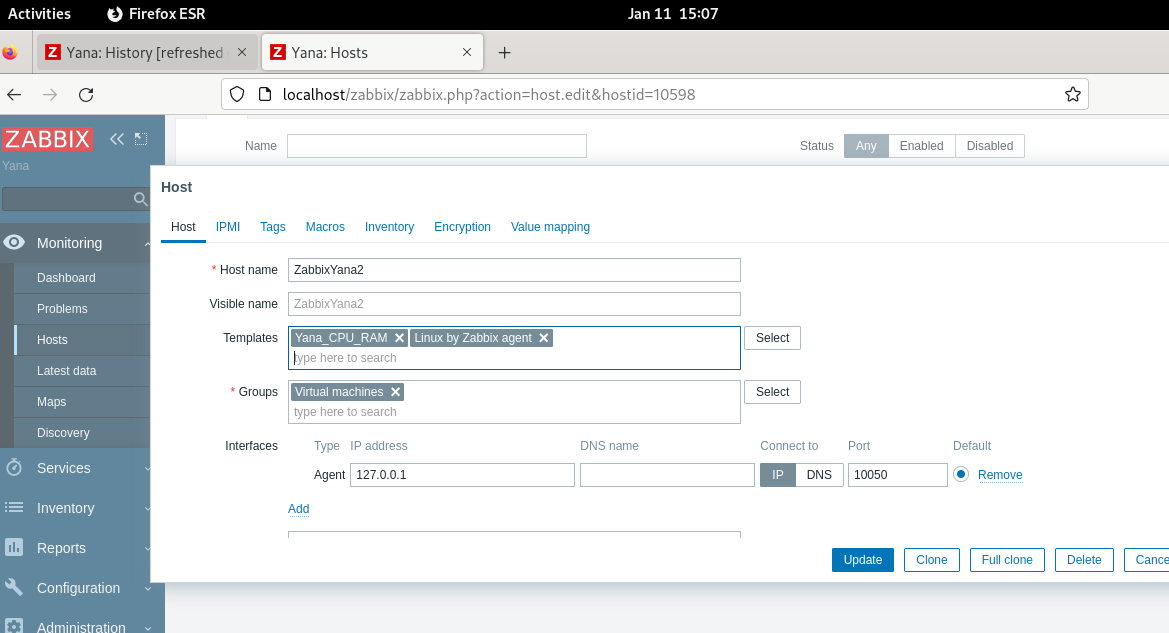 Activities
Firefox ESR
Jan 11 15:07
Z Yana: History [refreshed
Z Yana: Hosts
localhost/zabbix/zabbix.php?action=host.edit&hostid=10598
ZABBIX
Yana
Name
Status Any Enabled Disabled
Monitoring
Dashboard
Problems
Hosts
Latest data
Maps
Discovery
Services
Inventory
Reports
Configuration
Administration
Host
Host IPMI Tags Macros Inventory Encryption Value mapping
* Host name ZabbixYana2
Visible name ZabbixYana2
Templates Yana_CPU_RAM Linux by Zabbix agent Select
type here to search
* Groups Virtual machines Select
type here to search
Interfaces Type IP address DNS name Connect to Port Default
Agent 127.0.0.1 IP DNS 10050 Remove
Add
Update Clone Full clone Delete Cance